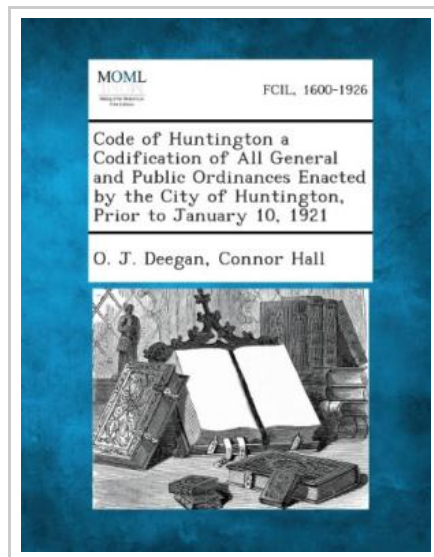 MOML
FCIL, 1600-1926
Code of Huntington a
Codification of All General
and Public Ordinances Enacted
by the City of Huntington,
Prior to January 10, 1921
O. J. Deegan, Connor Hall